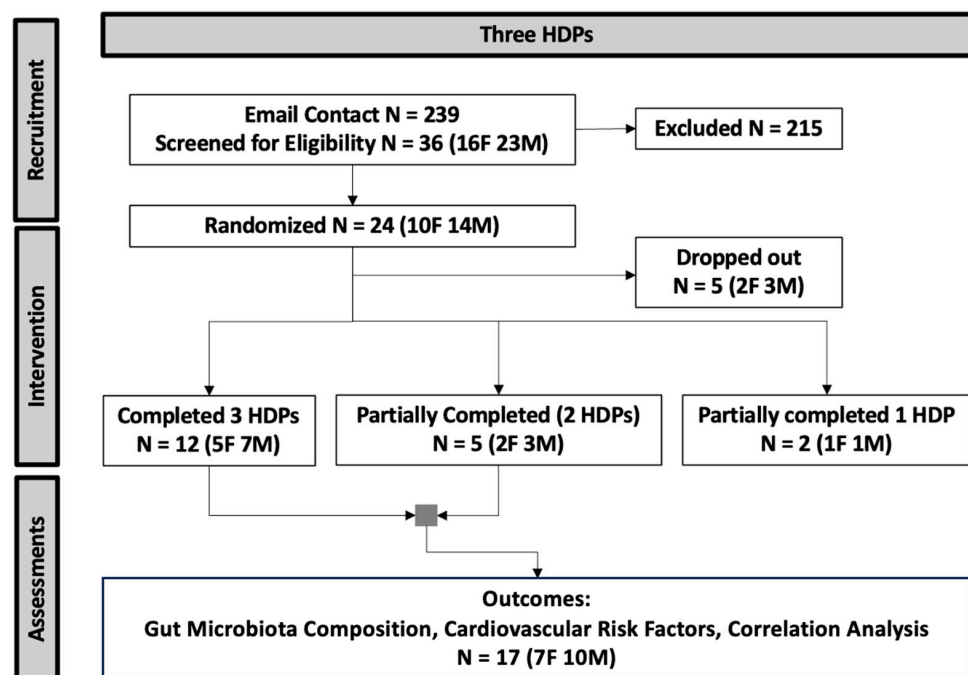 Three HDPs
Recruitment
Email Contact N = 239
Screened for Eligibility N = 36 (16F 23M)
Excluded N = 215
Randomized N = 24 (10F 14M)
Intervention
Dropped out
N = 5 (2F 3M)
Completed 3 HDPs
N = 12 (5F 7M)
Partially Completed (2 HDPs)
N = 5 (2F 3M)
Partially completed 1 HDP
N = 2 (1F 1M)
Assessments
Outcomes:
Gut Microbiota Composition, Cardiovascular Risk Factors, Correlation Analysis
N = 17 (7F 10M)